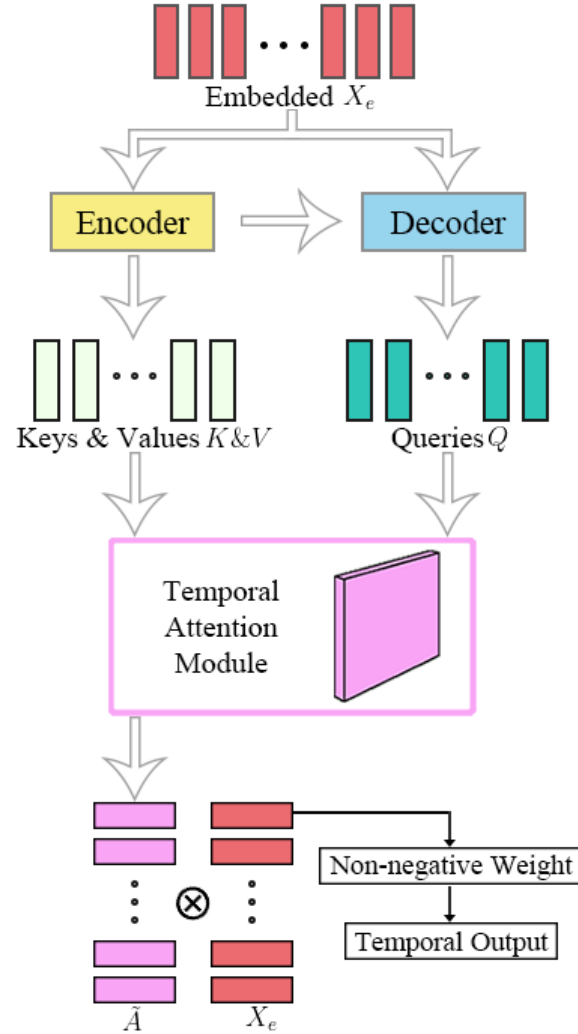 Embedded X_e
Encoder
Decoder
Keys & Values K&V
Queries Q
Temporal
Attention
Module
Non-negative Weight
Temporal Output
Ã
X_e